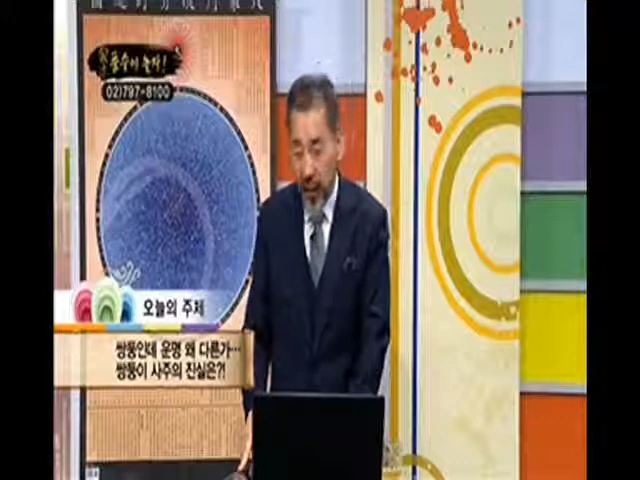 풍수야 놀자!
02)797-8100
오늘의 주제
쌍둥인데 운명 왜 다른가…
쌍둥이 사주의 진실은?!